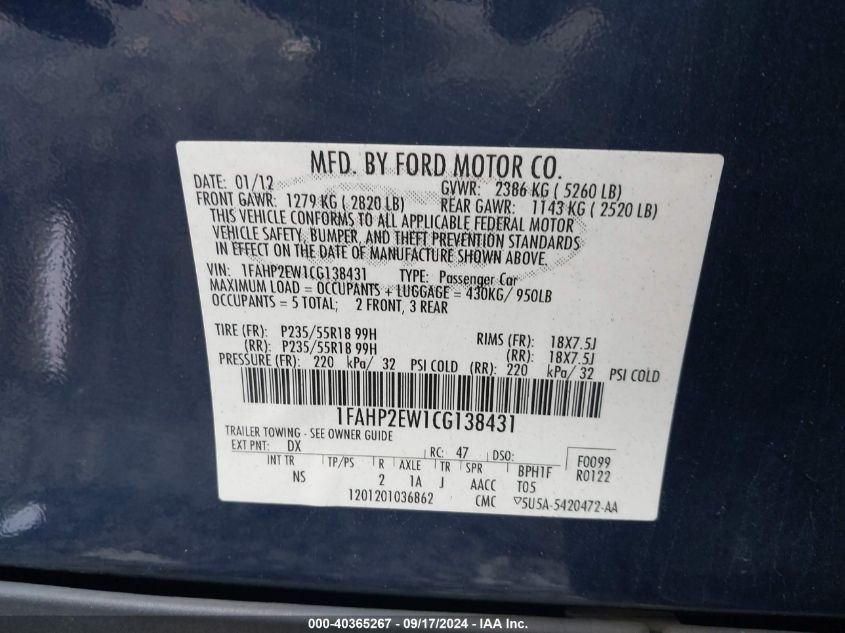 MFD. BY FORD MOTOR CO.
DATE: 01/12 GVWR: 2386 KG ( 5260 LB)
FRONT GAWR: 1279 KG ( 2820 LB) REAR GAWR: 1143 KG ( 2520 LB)
THIS VEHICLE CONFORMS TO ALL APPLICABLE FEDERAL MOTOR
VEHICLE SAFETY, BUMPER, AND THEFT PREVENTION STANDARDS
IN EFFECT ON THE DATE OF MANUFACTURE SHOWN ABOVE.
VIN: 1FAHP2EW1CG138431 TYPE: Passenger Car
MAXIMUM LOAD = OCCUPANTS + LUGGAGE = 430KG/ 950LB
OCCUPANTS = 5 TOTAL; 2 FRONT, 3 REAR
TIRE (FR): P235/55R18 99H RIMS (FR): 18X7.5J
(RR): P235/55R18 99H (RR): 18X7.5J
PRESSURE (FR): 220 kPa/ 32 PSI COLD (RR): 220 kPa/ 32 PSI COLD
1FAHP2EW1CG138431
TRAILER TOWING - SEE OWNER GUIDE
EXT PNT: DX RC: 47 DSO: F0099
INT TR TP/PS R AXLE TR SPR BPH1F R0122
NS 2 1A J AACC T05
1201201036862 CMC ▽5U5A-5420472-AA
000-40365267 - 09/17/2024 - IAA Inc.